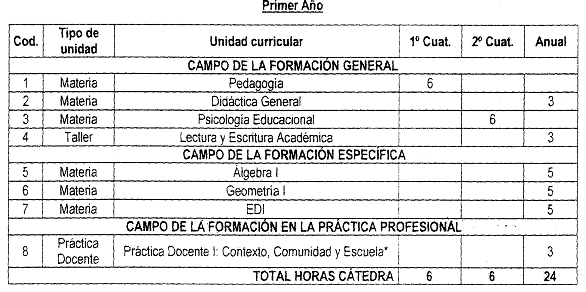 Primer Año
Cod. Tipo de unidad Unidad curricular 1º Cuat. 2º Cuat. Anual
CAMPO DE LA FORMACIÓN GENERAL
1 Materia Pedagogía 6
2 Materia Didáctica General 3
3 Materia Psicología Educacional 6
4 Taller Lectura y Escritura Académica 3
CAMPO DE LA FORMACIÓN ESPECÍFICA
5 Materia Algebra I 5
6 Materia Geometria I 5
7 Materia EDI 5
CAMPO DE LA FORMACIÓN EN LA PRÁCTICA PROFESIONAL
8 Práctica Docente Práctica Docente I: Contexto, Comunidad y Escuela* 3
TOTAL HORAS CÁTEDRA 6 6 24